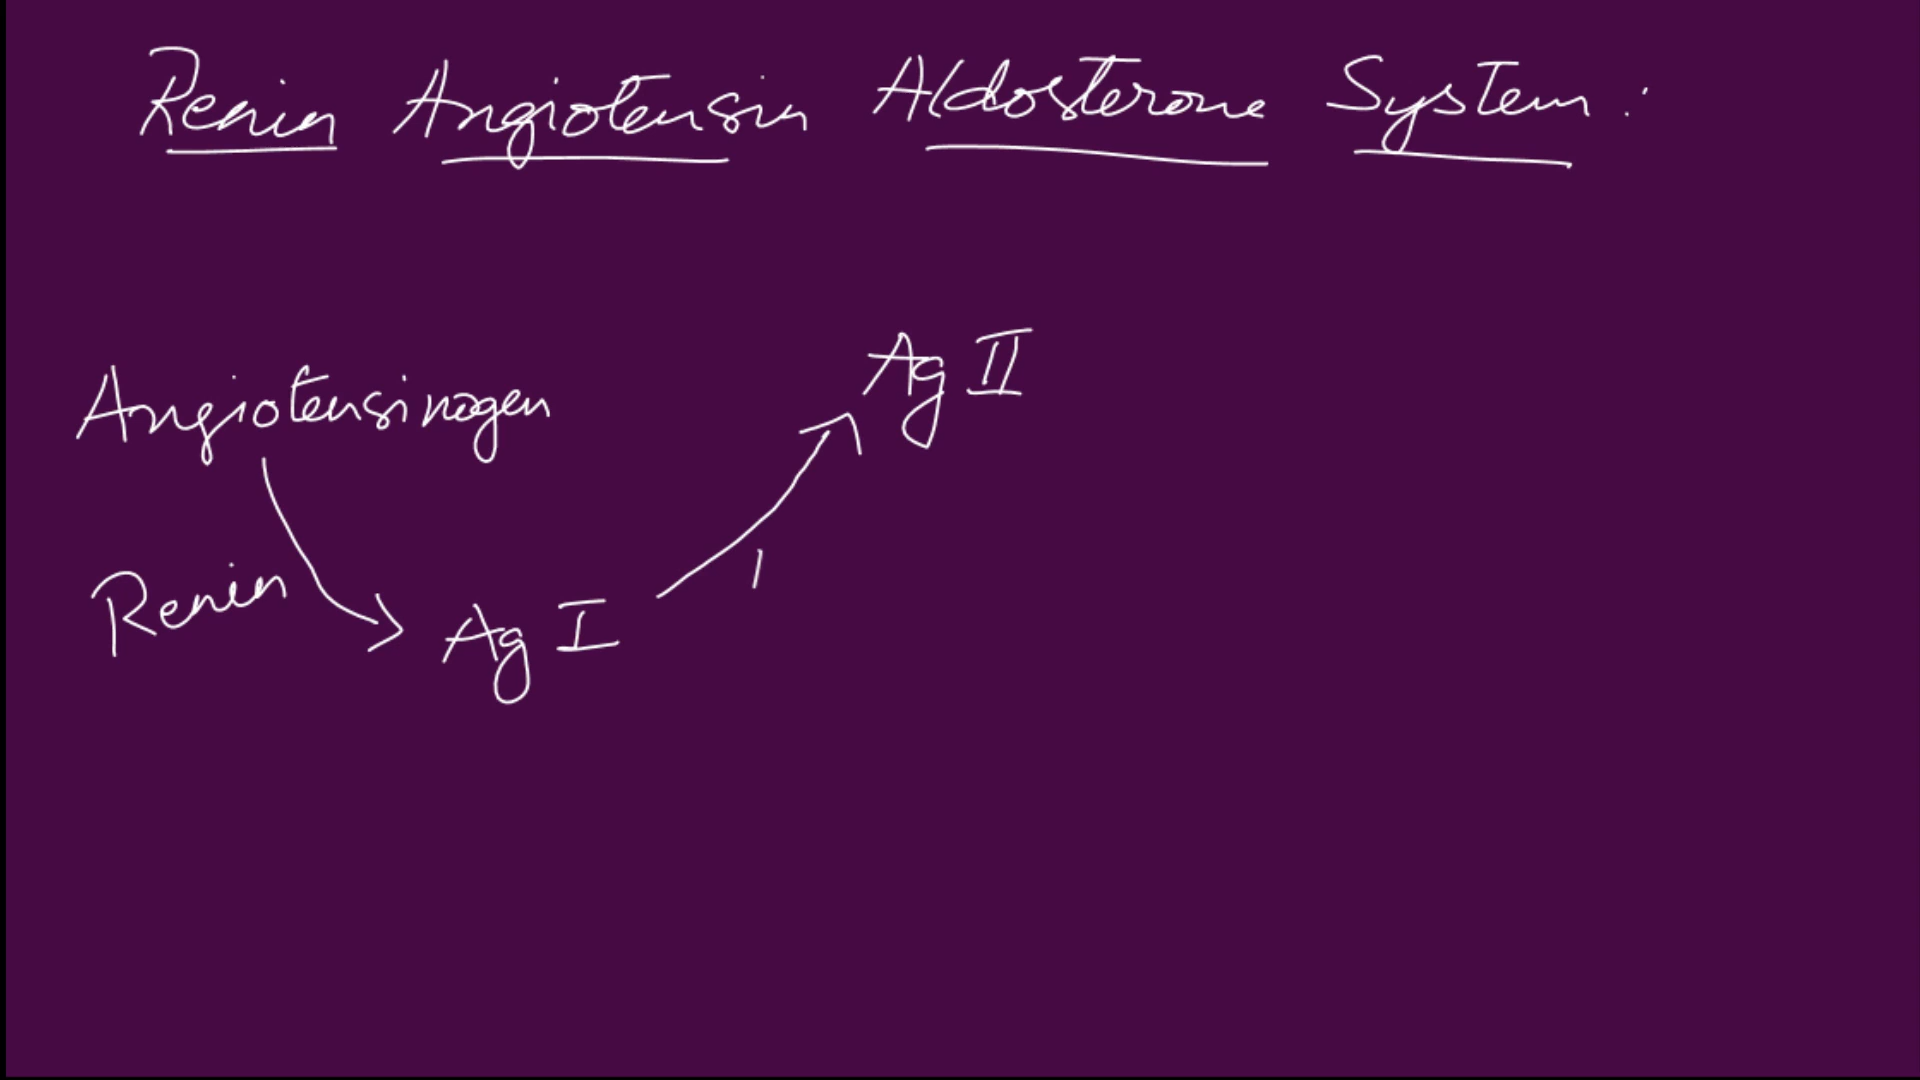 Renin Angiotensin Aldosterone System:
Ag II
Angiotensinogen
Renin
Ag I